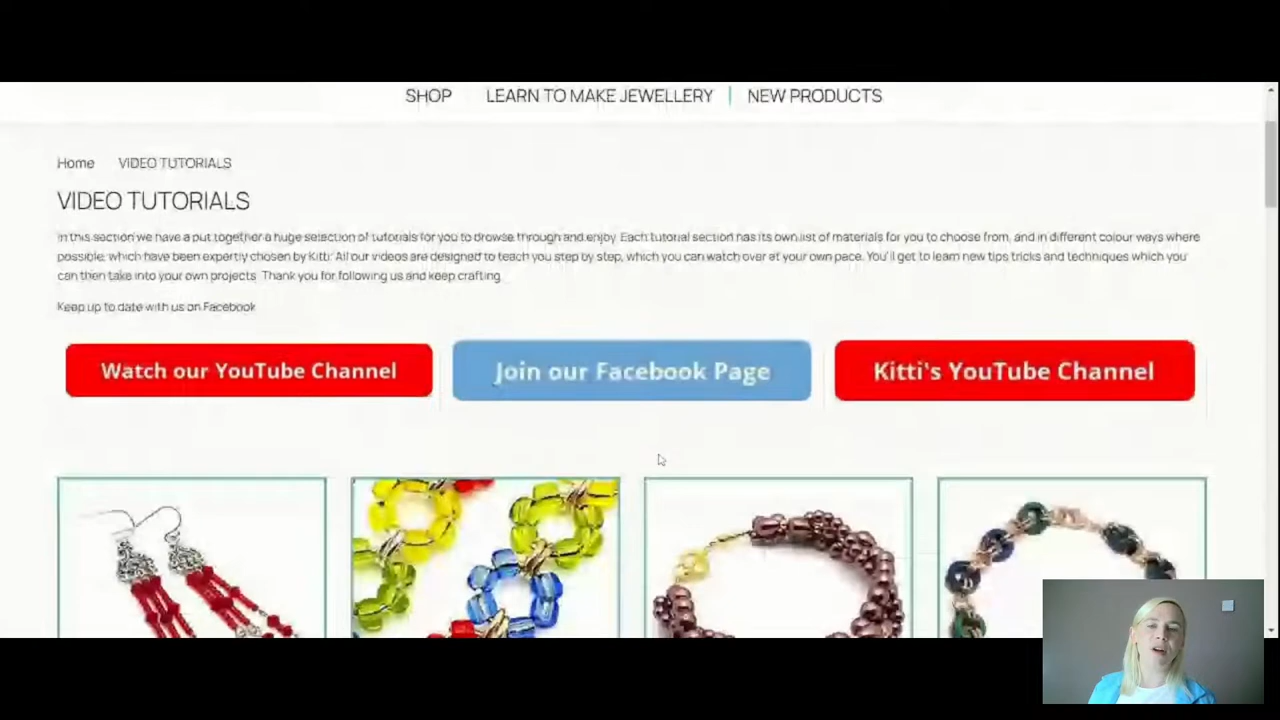 SHOP LEARN TO MAKE JEWELLERY NEW PRODUCTS
Home VIDEO TUTORIALS
VIDEO TUTORIALS
In this section we have a put together a huge selection of tutorials for you to browse through and enjoy. Each tutorial section has its own list of materials for you to choose from, and in different colour ways where
possible, which have been expertly chosen by Kitti. All our videos are designed to teach you step by step, which you can watch over at your own pace. You'll get to learn new tips tricks and techniques which you
can then take into your own projects. Thank you for following us and keep crafting.
Keep up to date with us on Facebook
Watch our YouTube Channel Join our Facebook Page Kitti's YouTube Channel